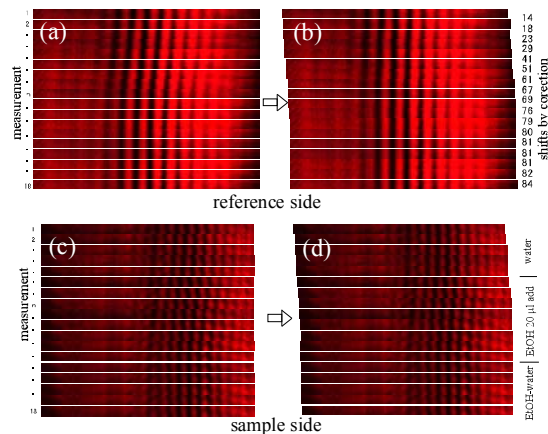 (a)
(b)
measurement
1
2
18
14
18
23
29
41
51
61
67
69
76
79
80
81
81
81
82
84
shifts by corection
reference side
(c)
(d)
measurement
1
2
18
water
EtOH 20 µl add
EtOH-water
sample side